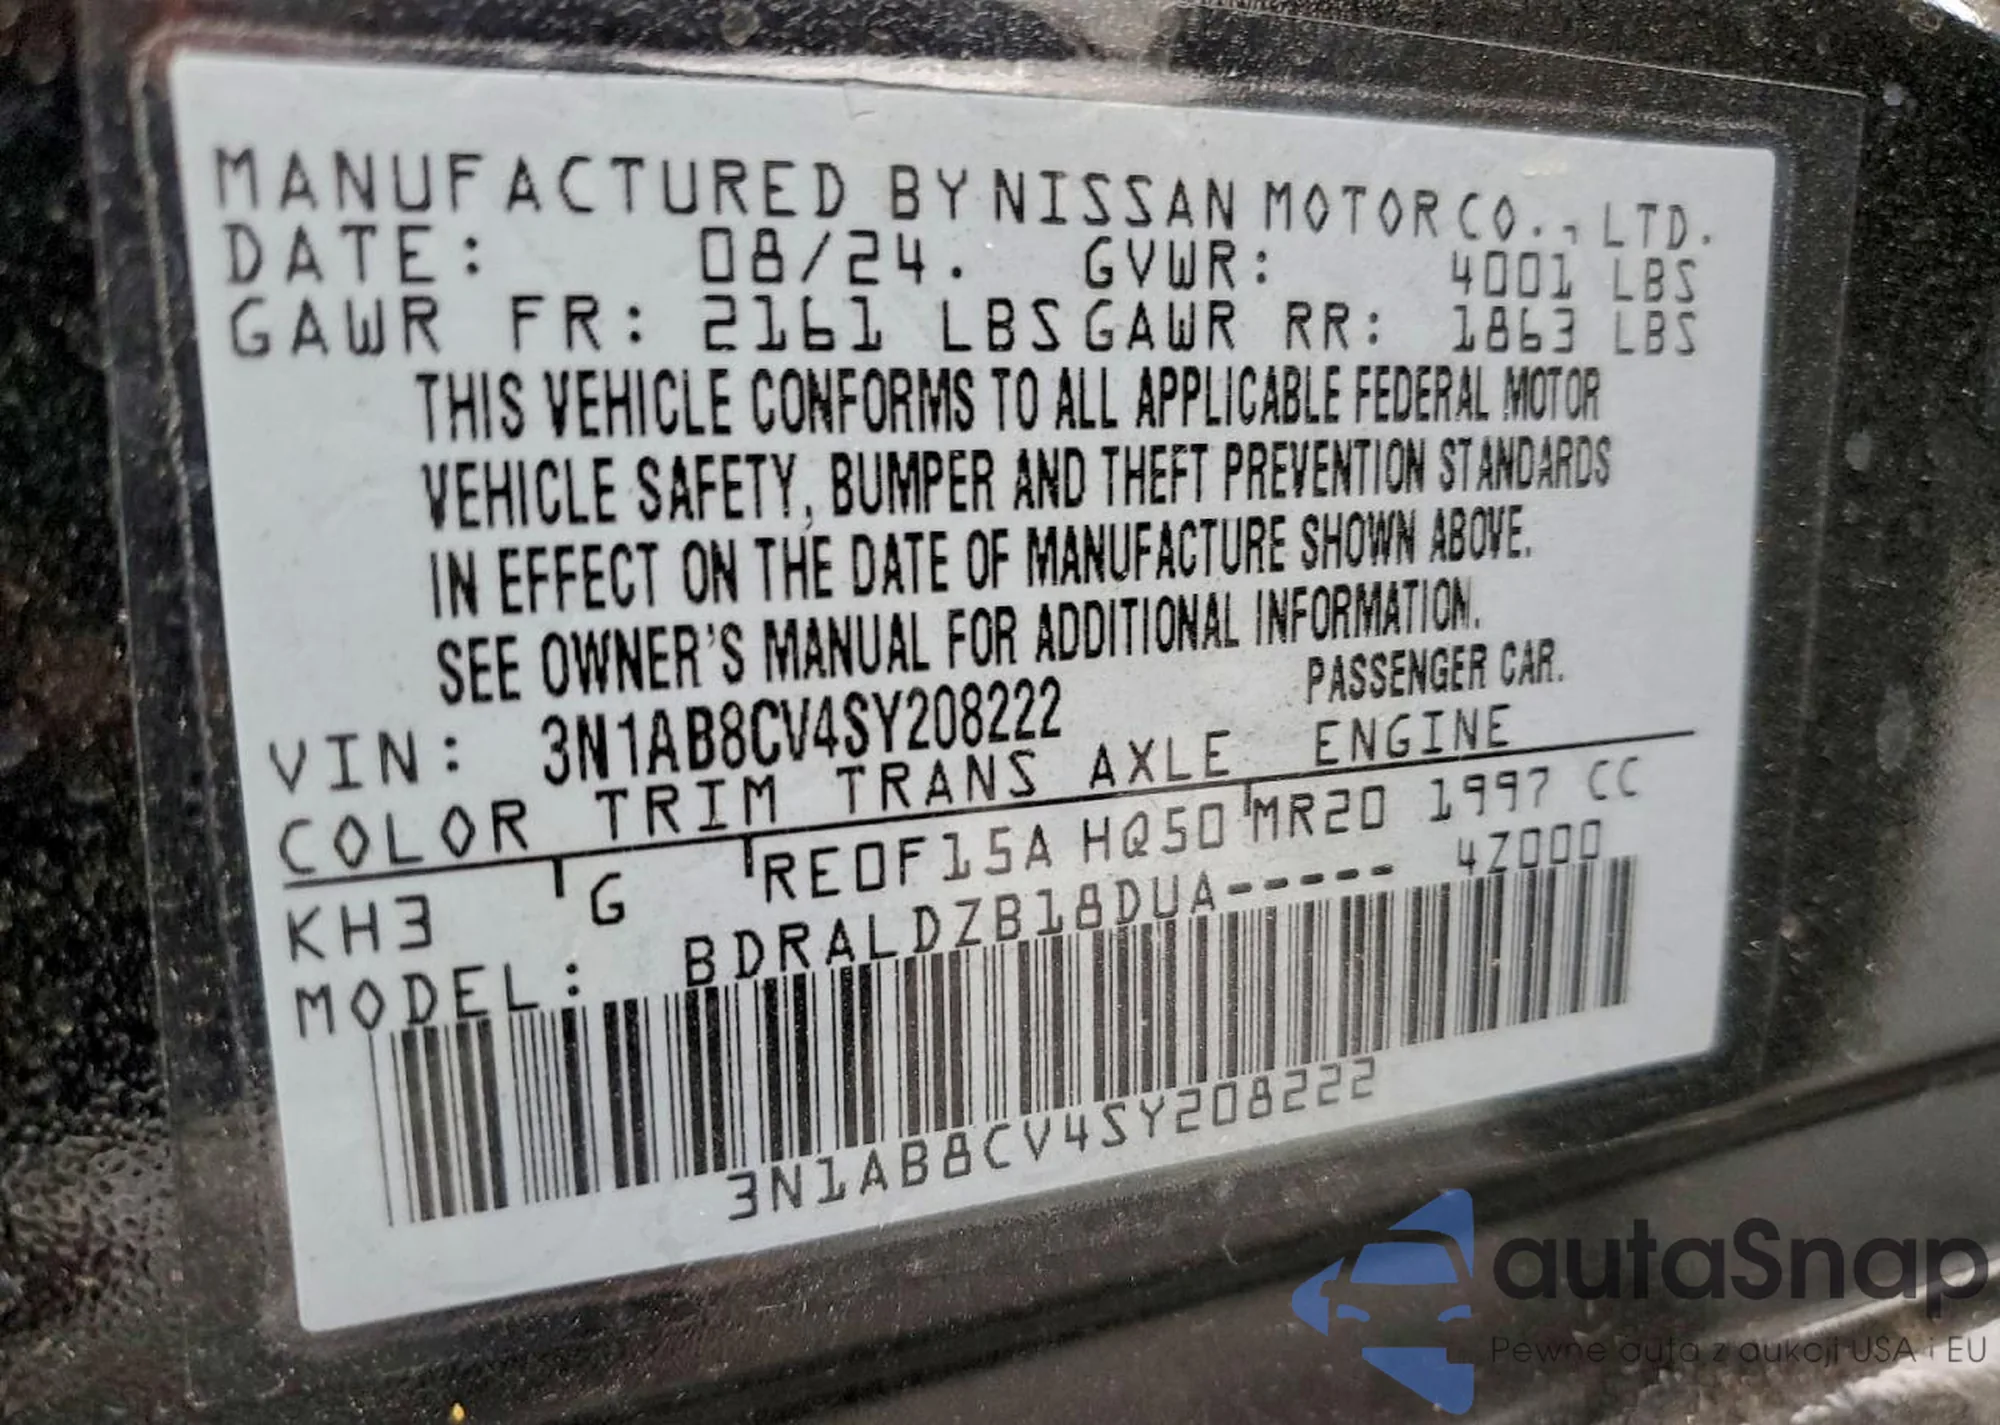 MANUFACTURED BY NISSAN MOTOR CO., LTD.
DATE: 08/24. GVWR: 4001 LBS
GAWR FR: 2161 LBS GAWR RR: 1863 LBS
THIS VEHICLE CONFORMS TO ALL APPLICABLE FEDERAL MOTOR
VEHICLE SAFETY, BUMPER AND THEFT PREVENTION STANDARDS
IN EFFECT ON THE DATE OF MANUFACTURE SHOWN ABOVE.
SEE OWNER'S MANUAL FOR ADDITIONAL INFORMATION.
VIN: 3N1AB8CV4SY208222 PASSENGER CAR.
COLOR TRIM TRANS AXLE ENGINE
KH3 G RE0F15A HQ50 MR20 1997 CC
MODEL: BDRALDZB18DUA----- 4Z000
3N1AB8CV4SY208222
autaSnap
Pewne auta z aukcji USA i EU